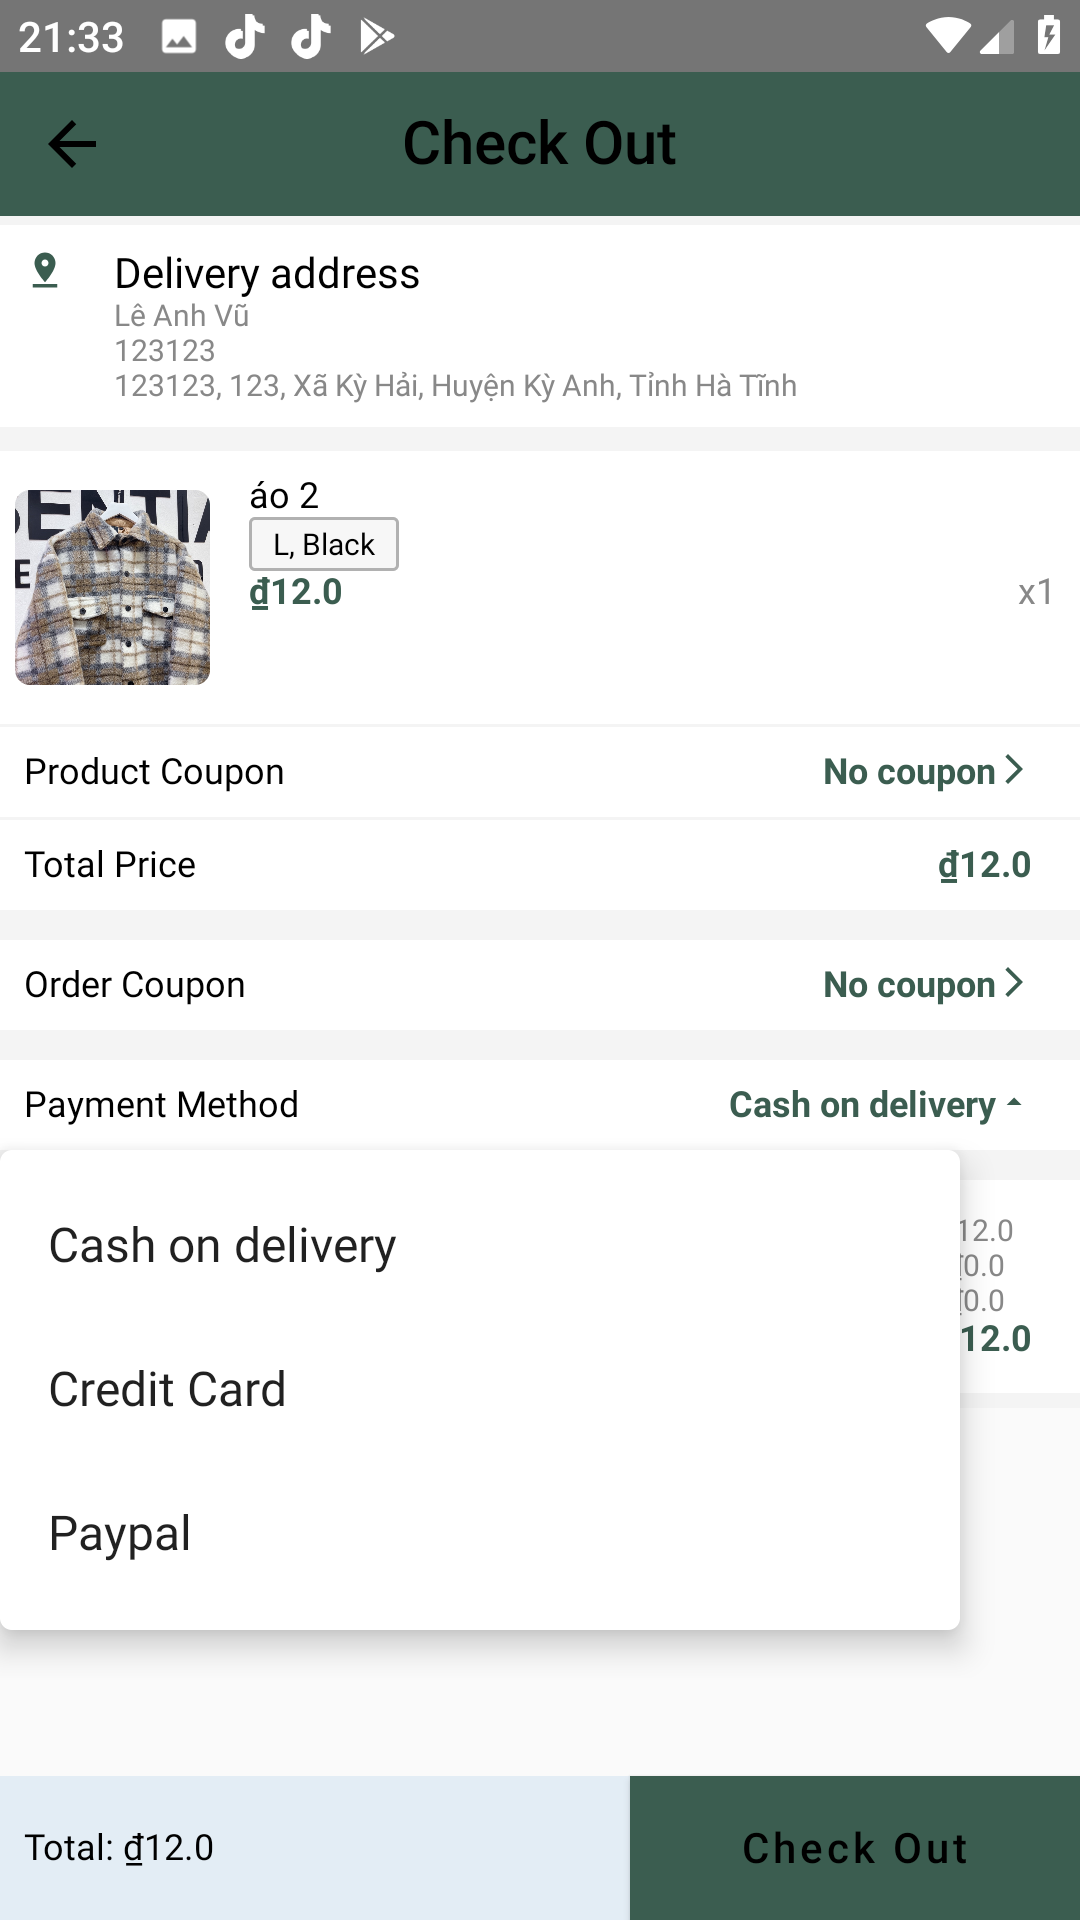 21:33
Check Out
Delivery address
Lê Anh Vũ
123123
123123, 123, Xã Kỳ Hải, Huyện Kỳ Anh, Tỉnh Hà Tĩnh
áo 2
L, Black
₫12.0
x1
Product Coupon
No coupon
Total Price
₫12.0
Order Coupon
No coupon
Payment Method
Cash on delivery
Cash on delivery
Credit Card
Paypal
12.0
0.0
0.0
12.0
Total: ₫12.0
Check Out